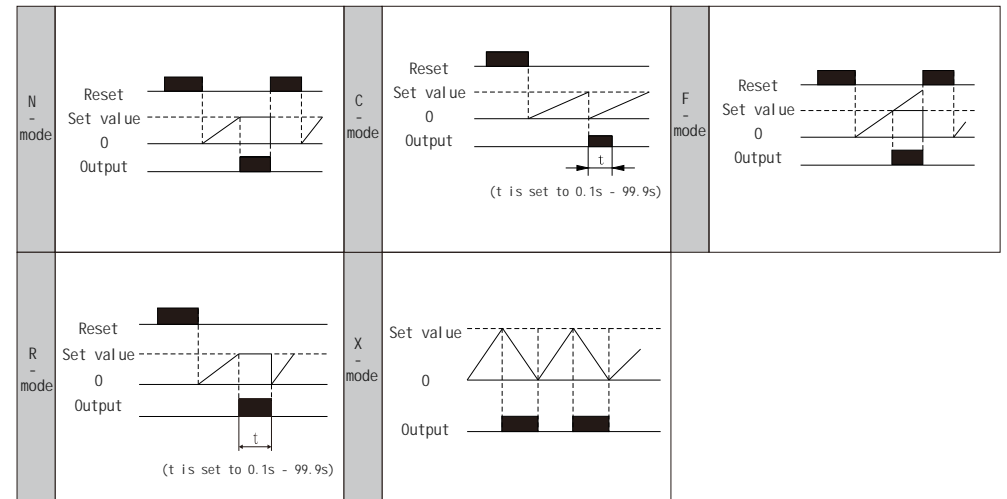 N
-
mode
Reset
Set value
0
Output
C
-
mode
Reset
Set value
0
Output
t
(t is set to 0.1s - 99.9s)
F
-
mode
Reset
Set value
0
Output
R
-
mode
Reset
Set value
0
Output
t
(t is set to 0.1s - 99.9s)
X
-
mode
Set value
0
Output